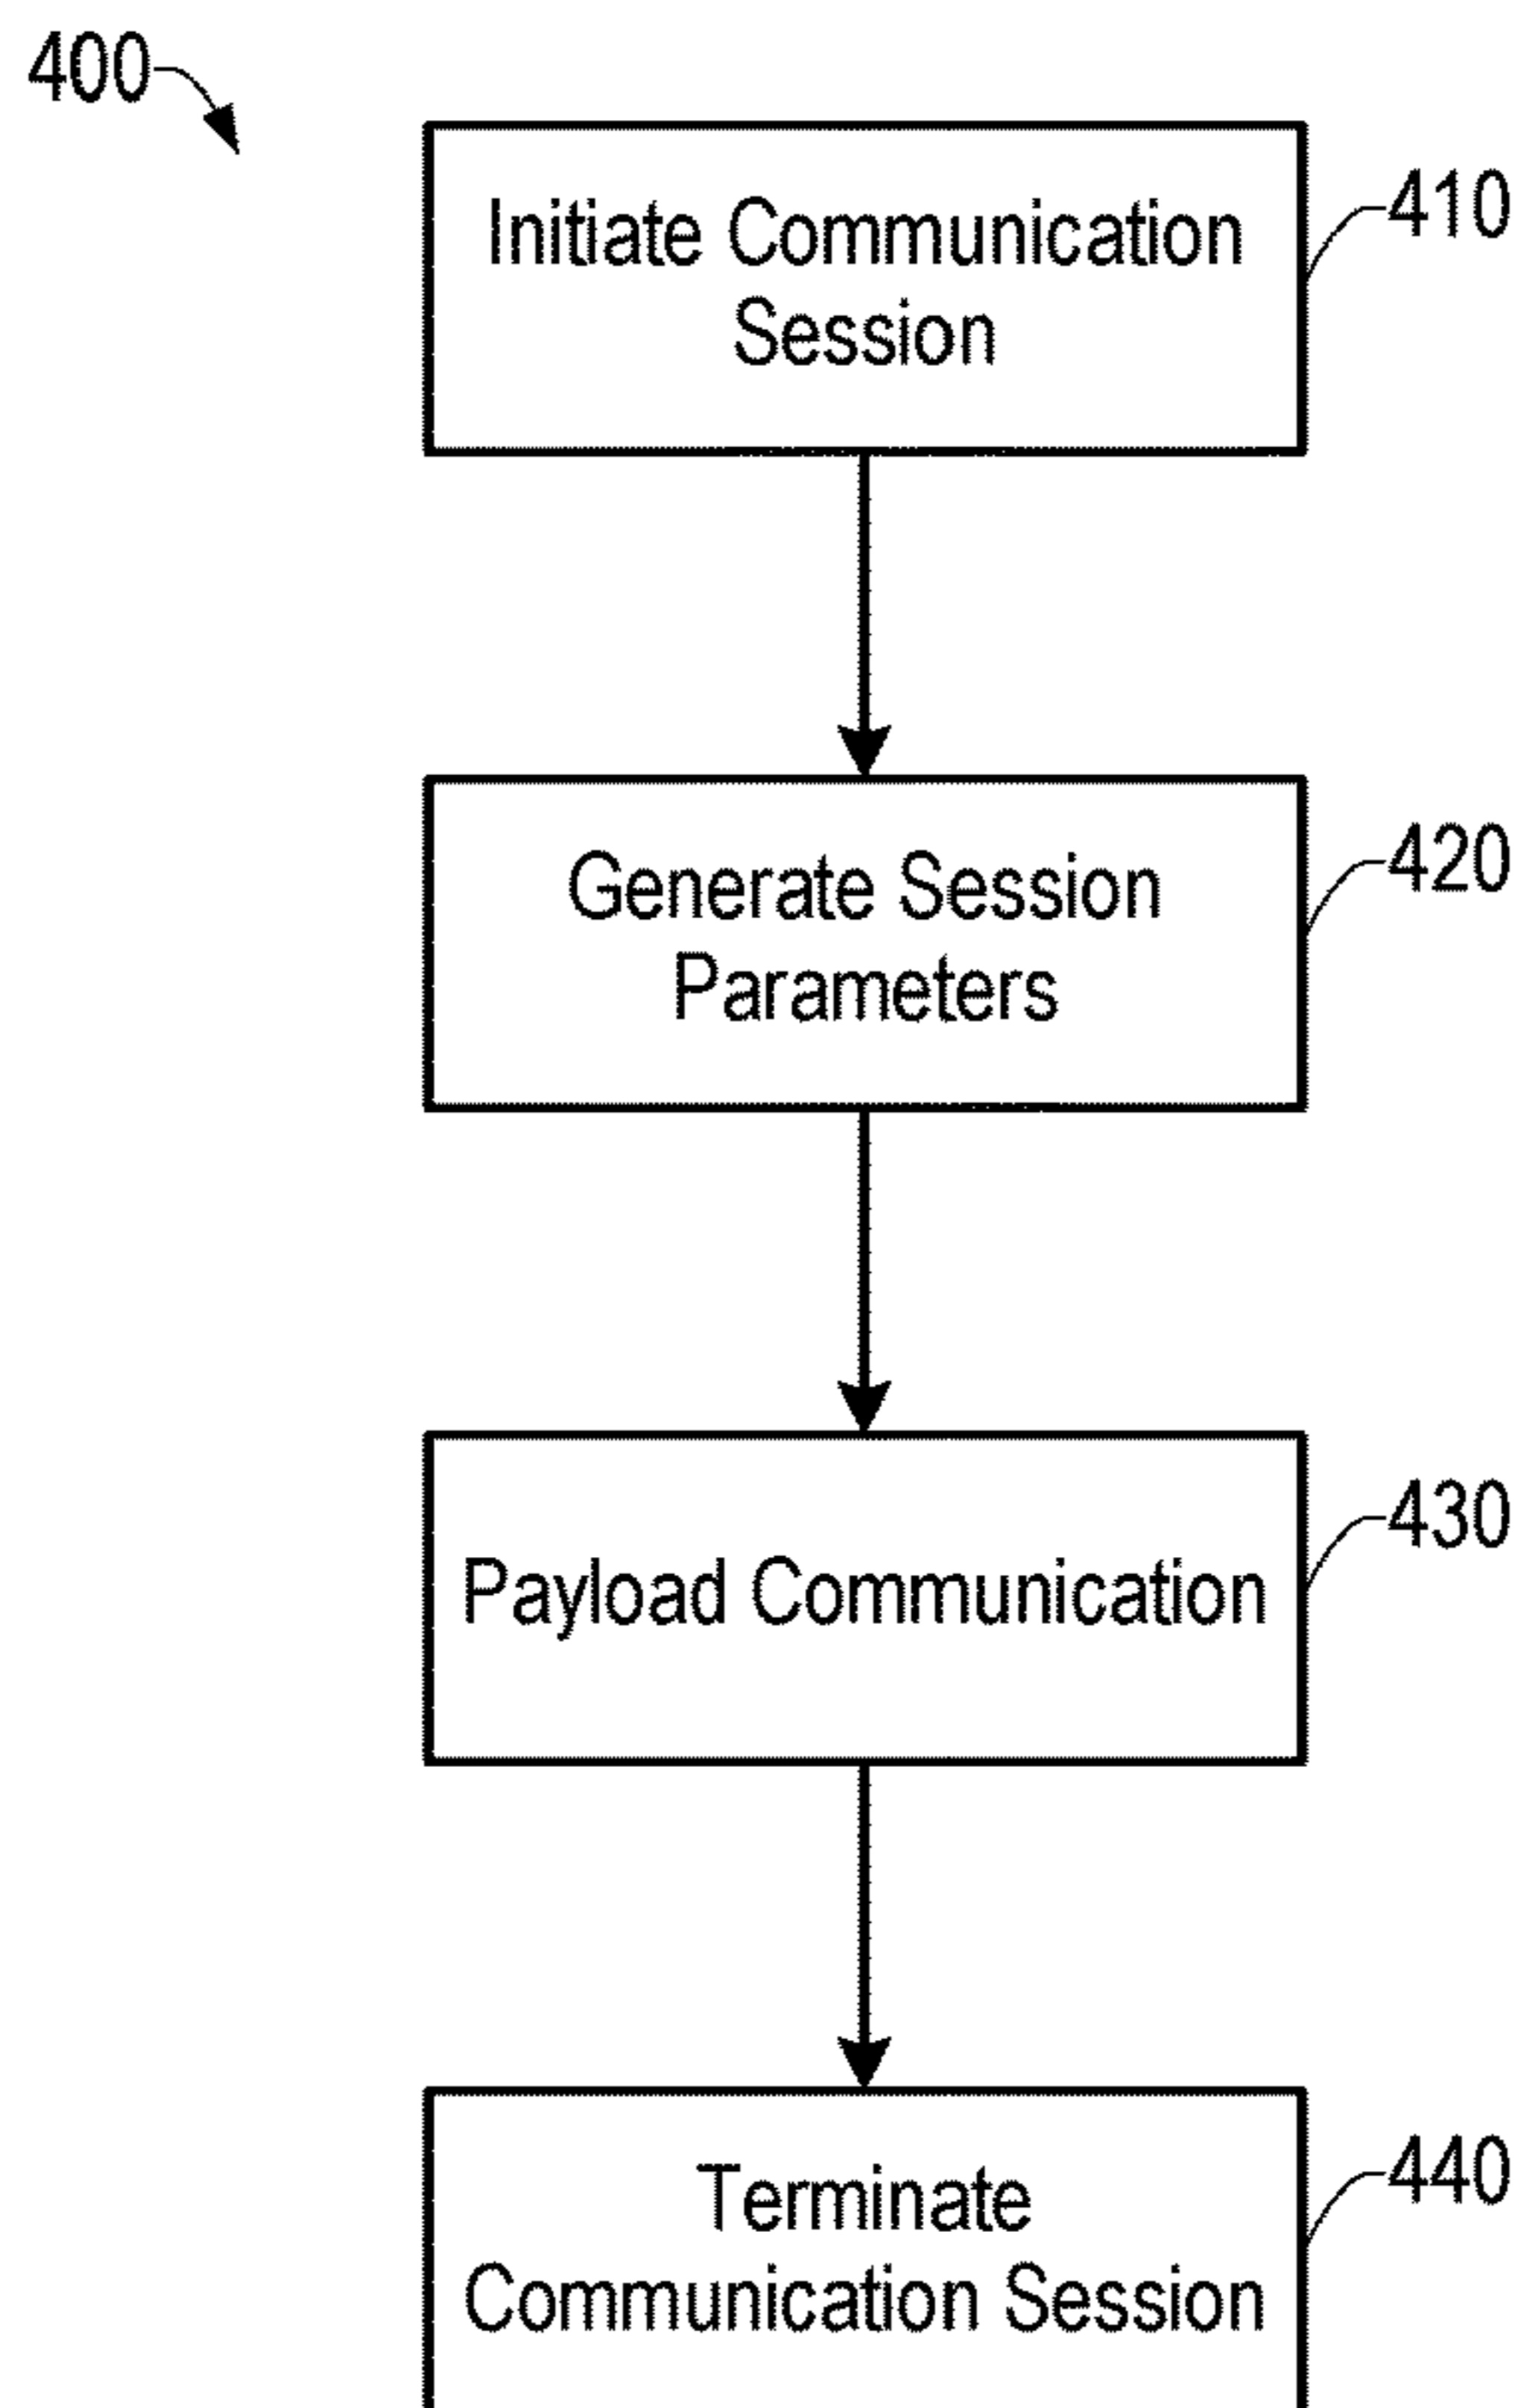 400
Initiate Communication
Session
410
Generate Session
Parameters
420
Payload Communication
430
Terminate
Communication Session
440